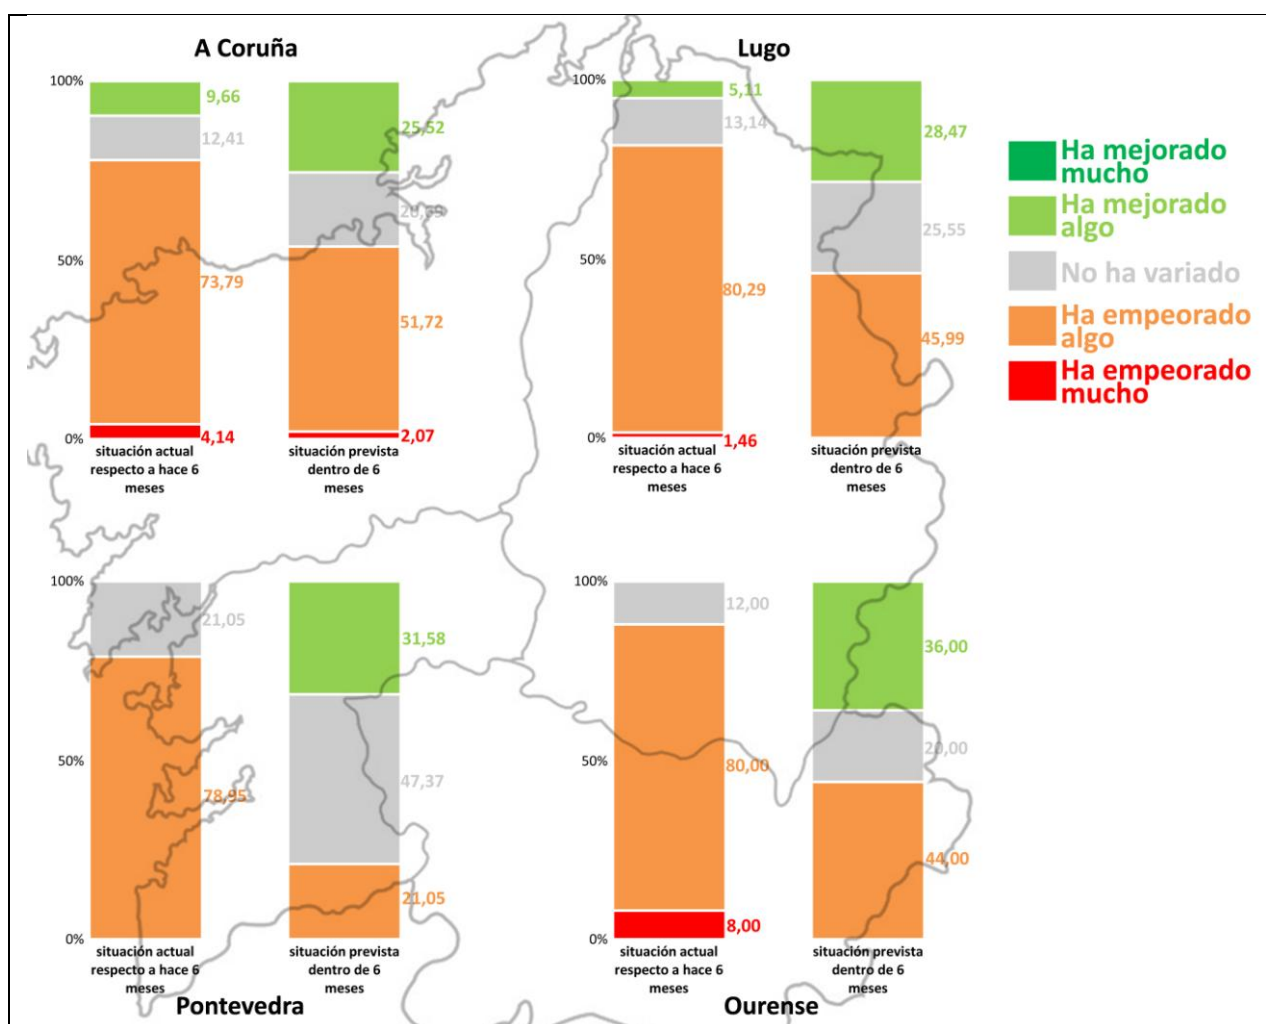 A Coruña
100%
9,66
12,41
73,79
4,14
25,52
20,69
51,72
2,07
50%
0%
situación actual
respecto a hace 6
meses
situación prevista
dentro de 6
meses
Lugo
100%
5,11
13,14
80,29
1,46
28,47
25,55
45,99
50%
0%
situación actual
respecto a hace 6
meses
situación prevista
dentro de 6
meses
Ha mejorado
mucho
Ha mejorado
algo
No ha variado
Ha empeorado
algo
Ha empeorado
mucho
100%
21,05
78,95
31,58
47,37
21,05
50%
0%
situación actual
respecto a hace 6
meses
situación prevista
dentro de 6
meses
Pontevedra
100%
12,00
80,00
8,00
36,00
20,00
44,00
50%
0%
situación actual
respecto a hace 6
meses
situación prevista
dentro de 6
meses
Ourense